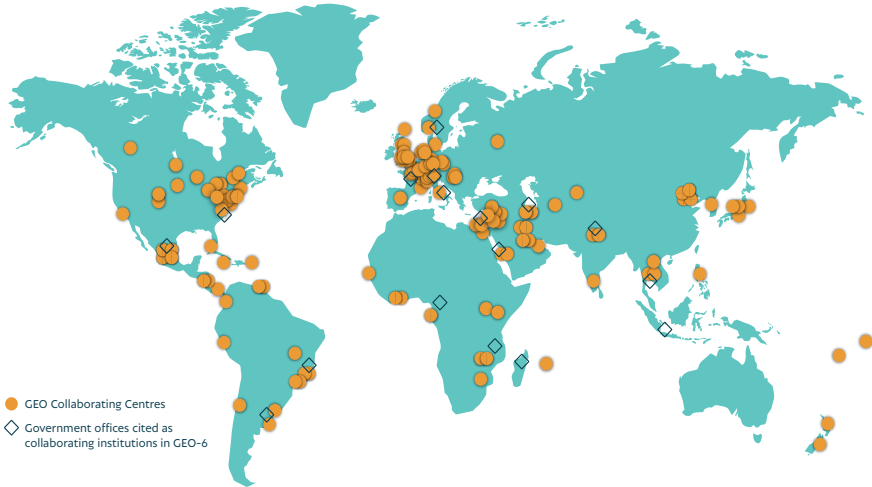 GEO Collaborating Centres
Government offices cited as
collaborating institutions in GEO-6